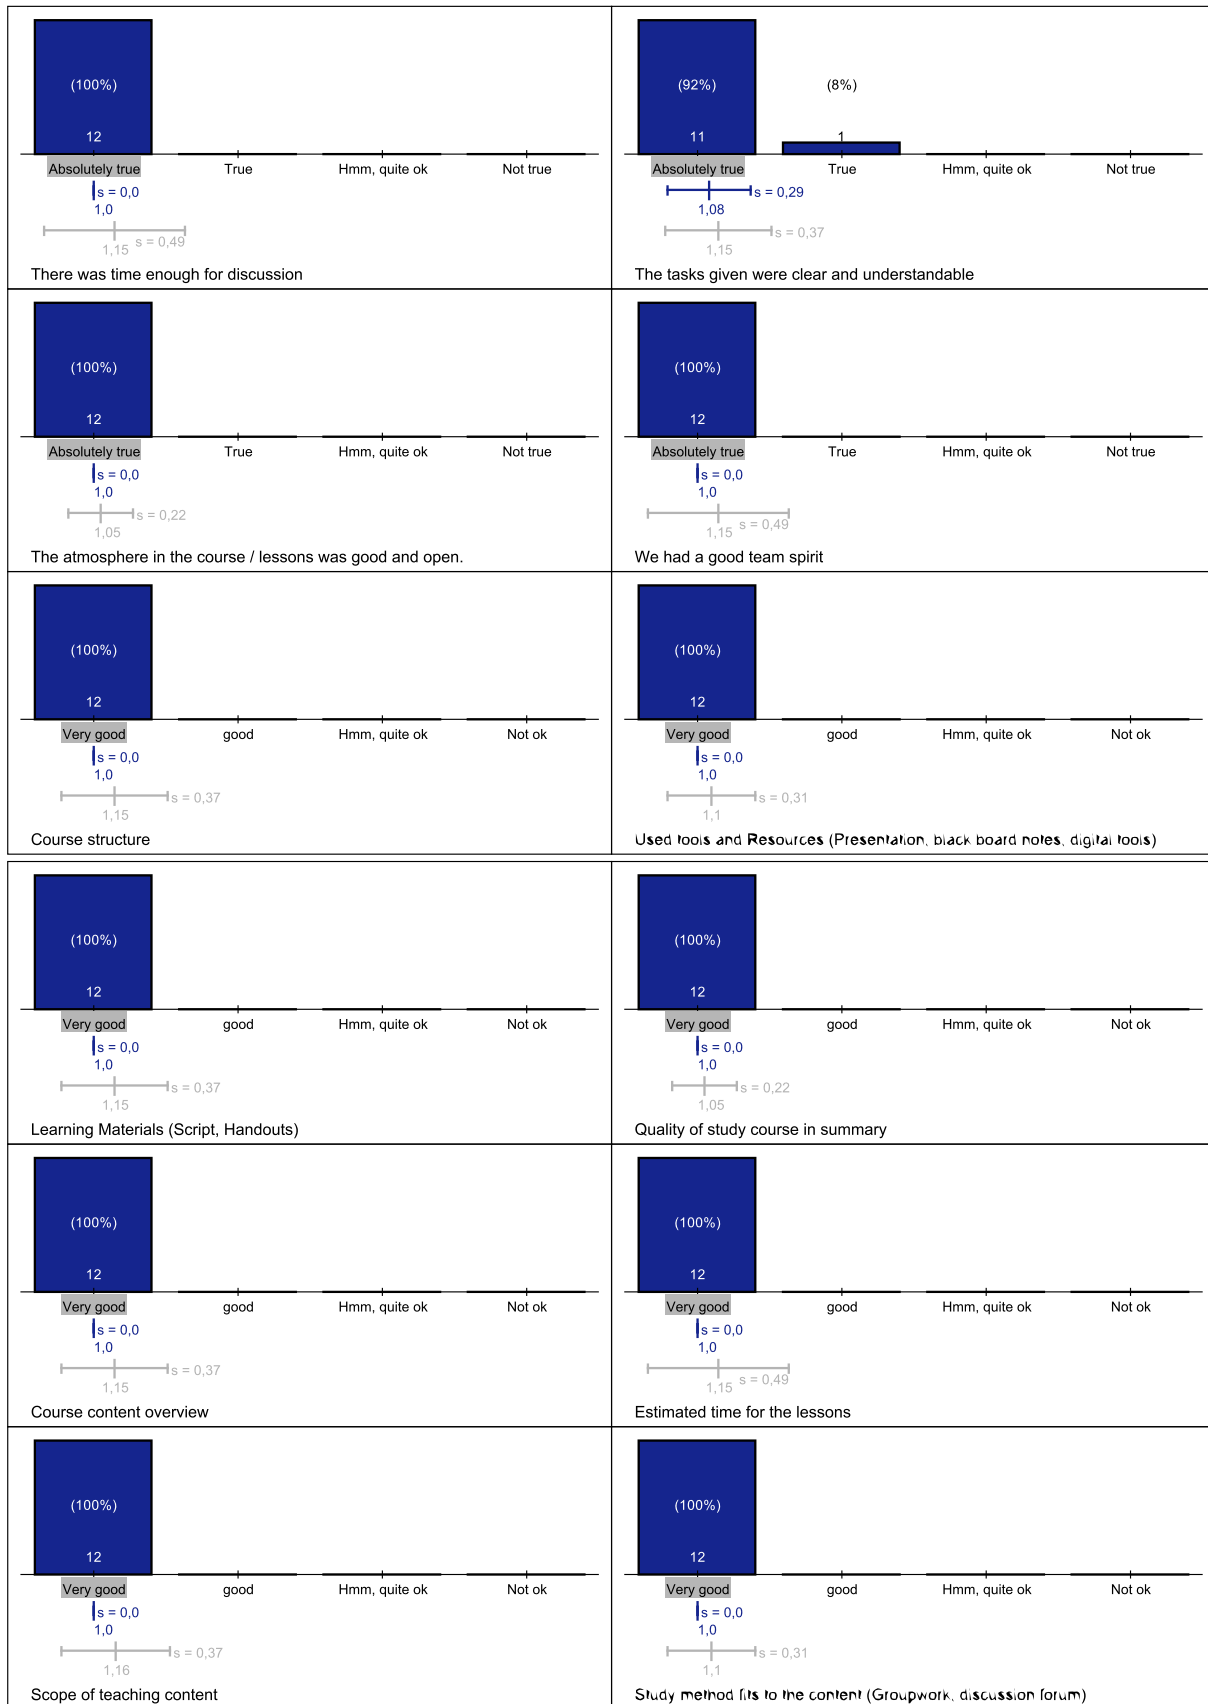 (100%)
12
Absolutely true True Hmm, quite ok Not true
s = 0,0
1,0
s = 0,49
1,15
There was time enough for discussion
(92%) (8%)
11 1
Absolutely true True Hmm, quite ok Not true
s = 0,29
1,08
s = 0,37
1,15
The tasks given were clear and understandable
(100%)
12
Absolutely true True Hmm, quite ok Not true
s = 0,0
1,0
s = 0,22
1,05
The atmosphere in the course / lessons was good and open.
(100%)
12
Absolutely true True Hmm, quite ok Not true
s = 0,0
1,0
s = 0,49
1,15
We had a good team spirit
(100%)
12
Very good good Hmm, quite ok Not ok
s = 0,0
1,0
s = 0,37
1,15
Course structure
(100%)
12
Very good good Hmm, quite ok Not ok
s = 0,0
1,0
s = 0,31
1,1
Used tools and Resources (Presentation, black board notes, digital tools)
(100%)
12
Very good good Hmm, quite ok Not ok
s = 0,0
1,0
s = 0,37
1,15
Learning Materials (Script, Handouts)
(100%)
12
Very good good Hmm, quite ok Not ok
s = 0,0
1,0
s = 0,22
1,05
Quality of study course in summary
(100%)
12
Very good good Hmm, quite ok Not ok
s = 0,0
1,0
s = 0,37
1,15
Course content overview
(100%)
12
Very good good Hmm, quite ok Not ok
s = 0,0
1,0
s = 0,49
1,15
Estimated time for the lessons
(100%)
12
Very good good Hmm, quite ok Not ok
s = 0,0
1,0
s = 0,37
1,16
Scope of teaching content
(100%)
12
Very good good Hmm, quite ok Not ok
s = 0,0
1,0
s = 0,31
1,1
Study method fits to the content (Groupwork, discussion forum)